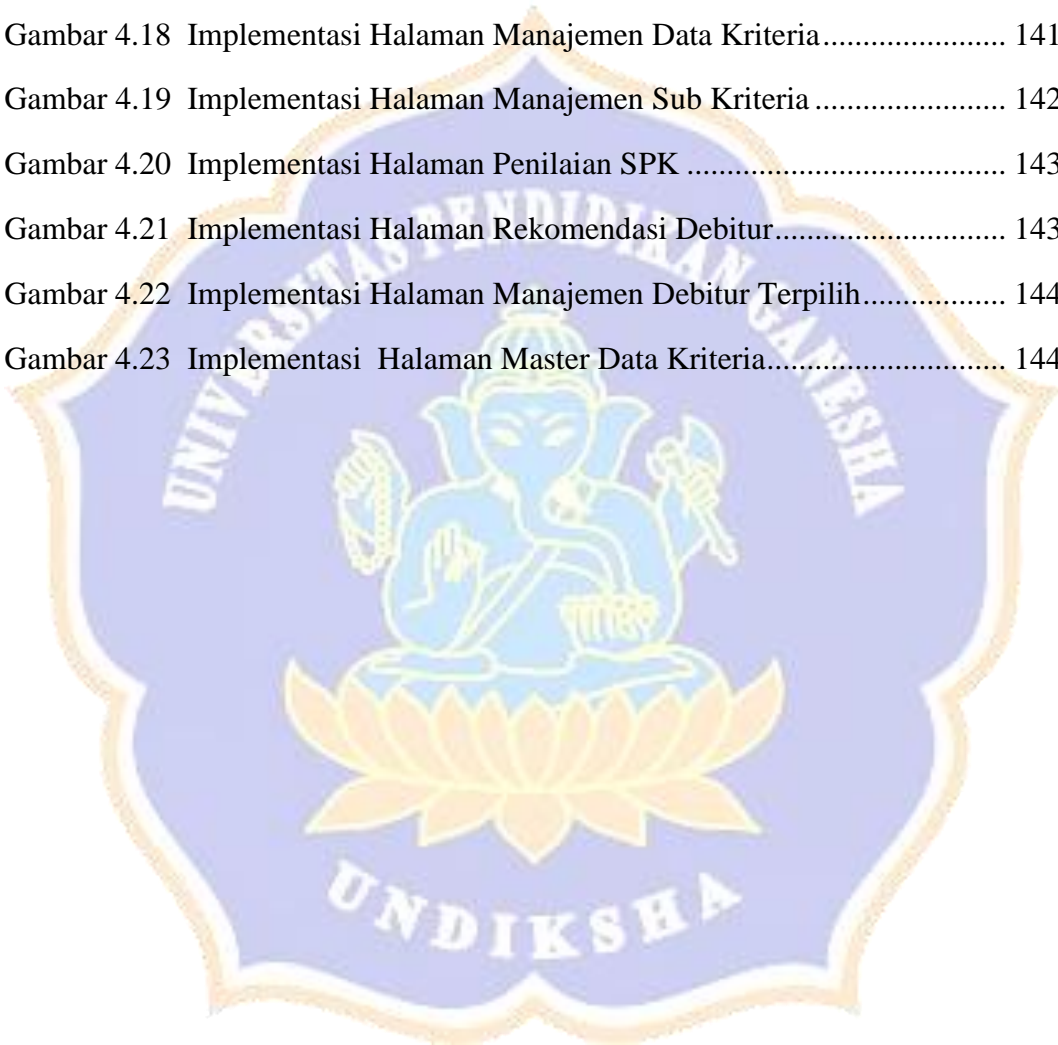 Gambar 4.18  Implementasi Halaman Manajemen Data Kriteria....................... 141
Gambar 4.19  Implementasi Halaman Manajemen Sub Kriteria ........................ 142
Gambar 4.20  Implementasi Halaman Penilaian SPK ........................................ 143
Gambar 4.21  Implementasi Halaman Rekomendasi Debitur............................. 143
Gambar 4.22  Implementasi Halaman Manajemen Debitur Terpilih.................. 144
Gambar 4.23  Implementasi  Halaman Master Data Kriteria.............................. 144
UNIVERSITAS PENDIDIKAN GANESHA
UNDIKSHA